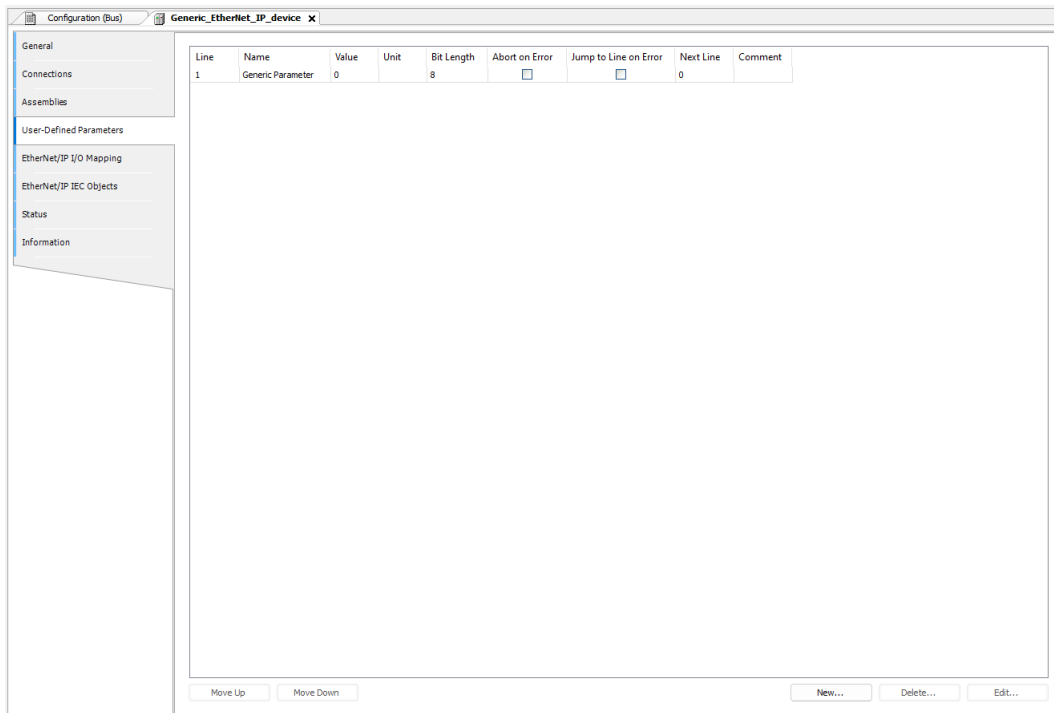 Configuration (Bus) Generic_EtherNet_IP_device x
General
Connections
Assemblies
User-Defined Parameters
EtherNet/IP I/O Mapping
EtherNet/IP IEC Objects
Status
Information
Line Name Value Unit Bit Length Abort on Error Jump to Line on Error Next Line Comment
1 Generic Parameter 0 8 0
Move Up Move Down New... Delete... Edit...